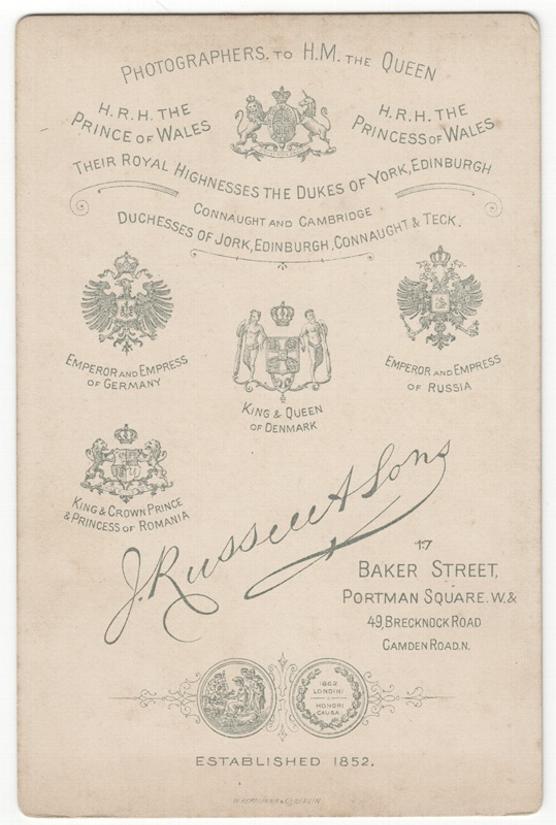 PHOTOGRAPHERS. TO H.M. THE QUEEN
H.R.H. THE
PRINCE OF WALES
H.R.H. THE
PRINCESS OF WALES
THEIR ROYAL HIGHNESSES THE DUKES OF YORK, EDINBURGH
CONNAUGHT AND CAMBRIDGE
DUCHESSES OF JORK, EDINBURGH, CONNAUGHT & TECK.
EMPEROR AND EMPRESS
OF GERMANY
KING & QUEEN
OF DENMARK
EMPEROR AND EMPRESS
OF RUSSIA
KING & CROWN PRINCE
& PRINCESS OF ROMANIA
J. Russell & Sons
17
BAKER STREET,
PORTMAN SQUARE. W. &
49, BRECKNOCK ROAD
CAMDEN ROAD. N.
1862
LONDINI
HONORIS
CAUSA
ESTABLISHED 1852.